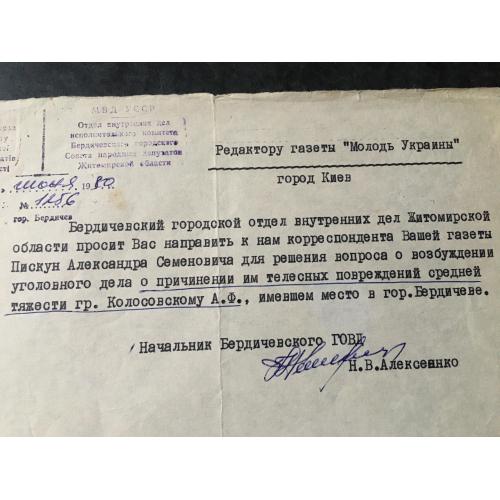 МВД УССР
Отдел внутренних дел
исполнительного комитета
Бердичевского городского
Совета народных депутатов
Житомирской области
июня 1980
№ 1256
гор. Бердичев
Редактору газеты "Молодь Украины"
город Киев
Бердичевский городской отдел внутренних дел Житомирской
области просит Вас направить к нам корреспондента Вашей газеты
Пискун Александра Семеновича для решения вопроса о возбуждении
уголовного дела о причинении им телесных повреждений средней
тяжести гр. Колосовскому А.Ф., имевшем место в гор.Бердичеве.
Начальник Бердичевского ГОВД
Н.В.Алексеенко